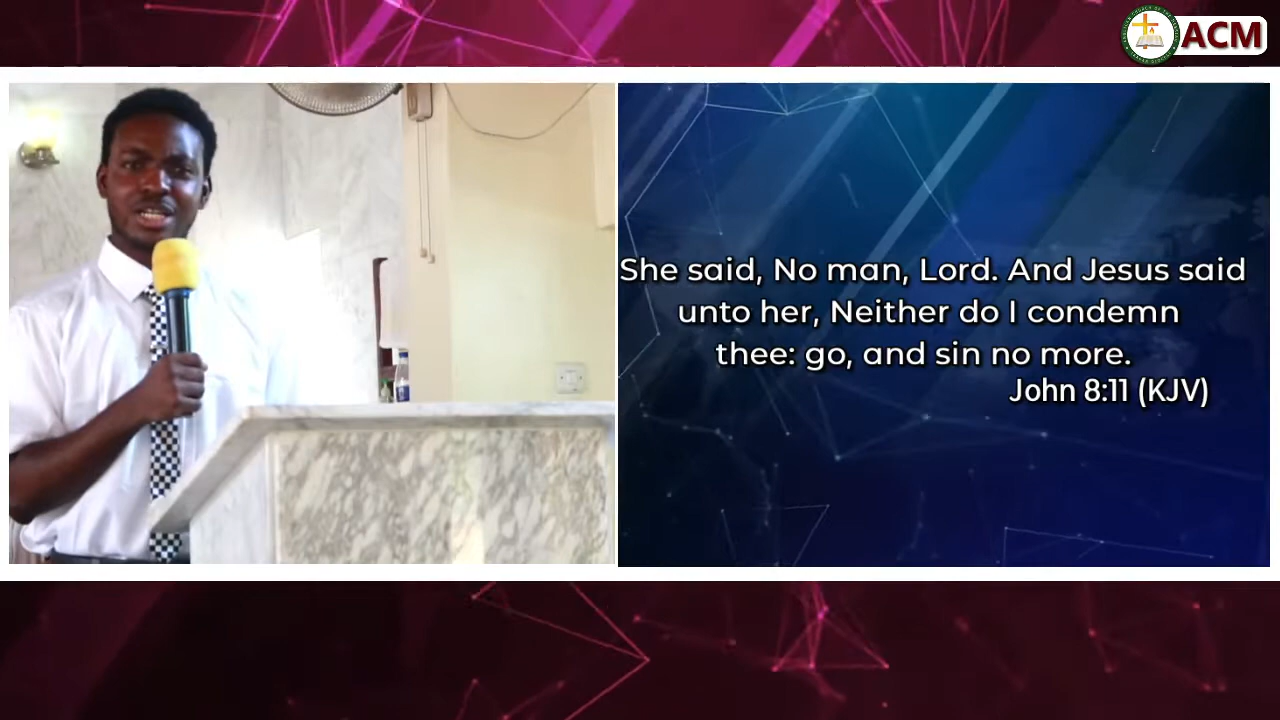 ACM
She said, No man, Lord. And Jesus said
unto her, Neither do I condemn
thee: go, and sin no more.
John 8:11 (KJV)